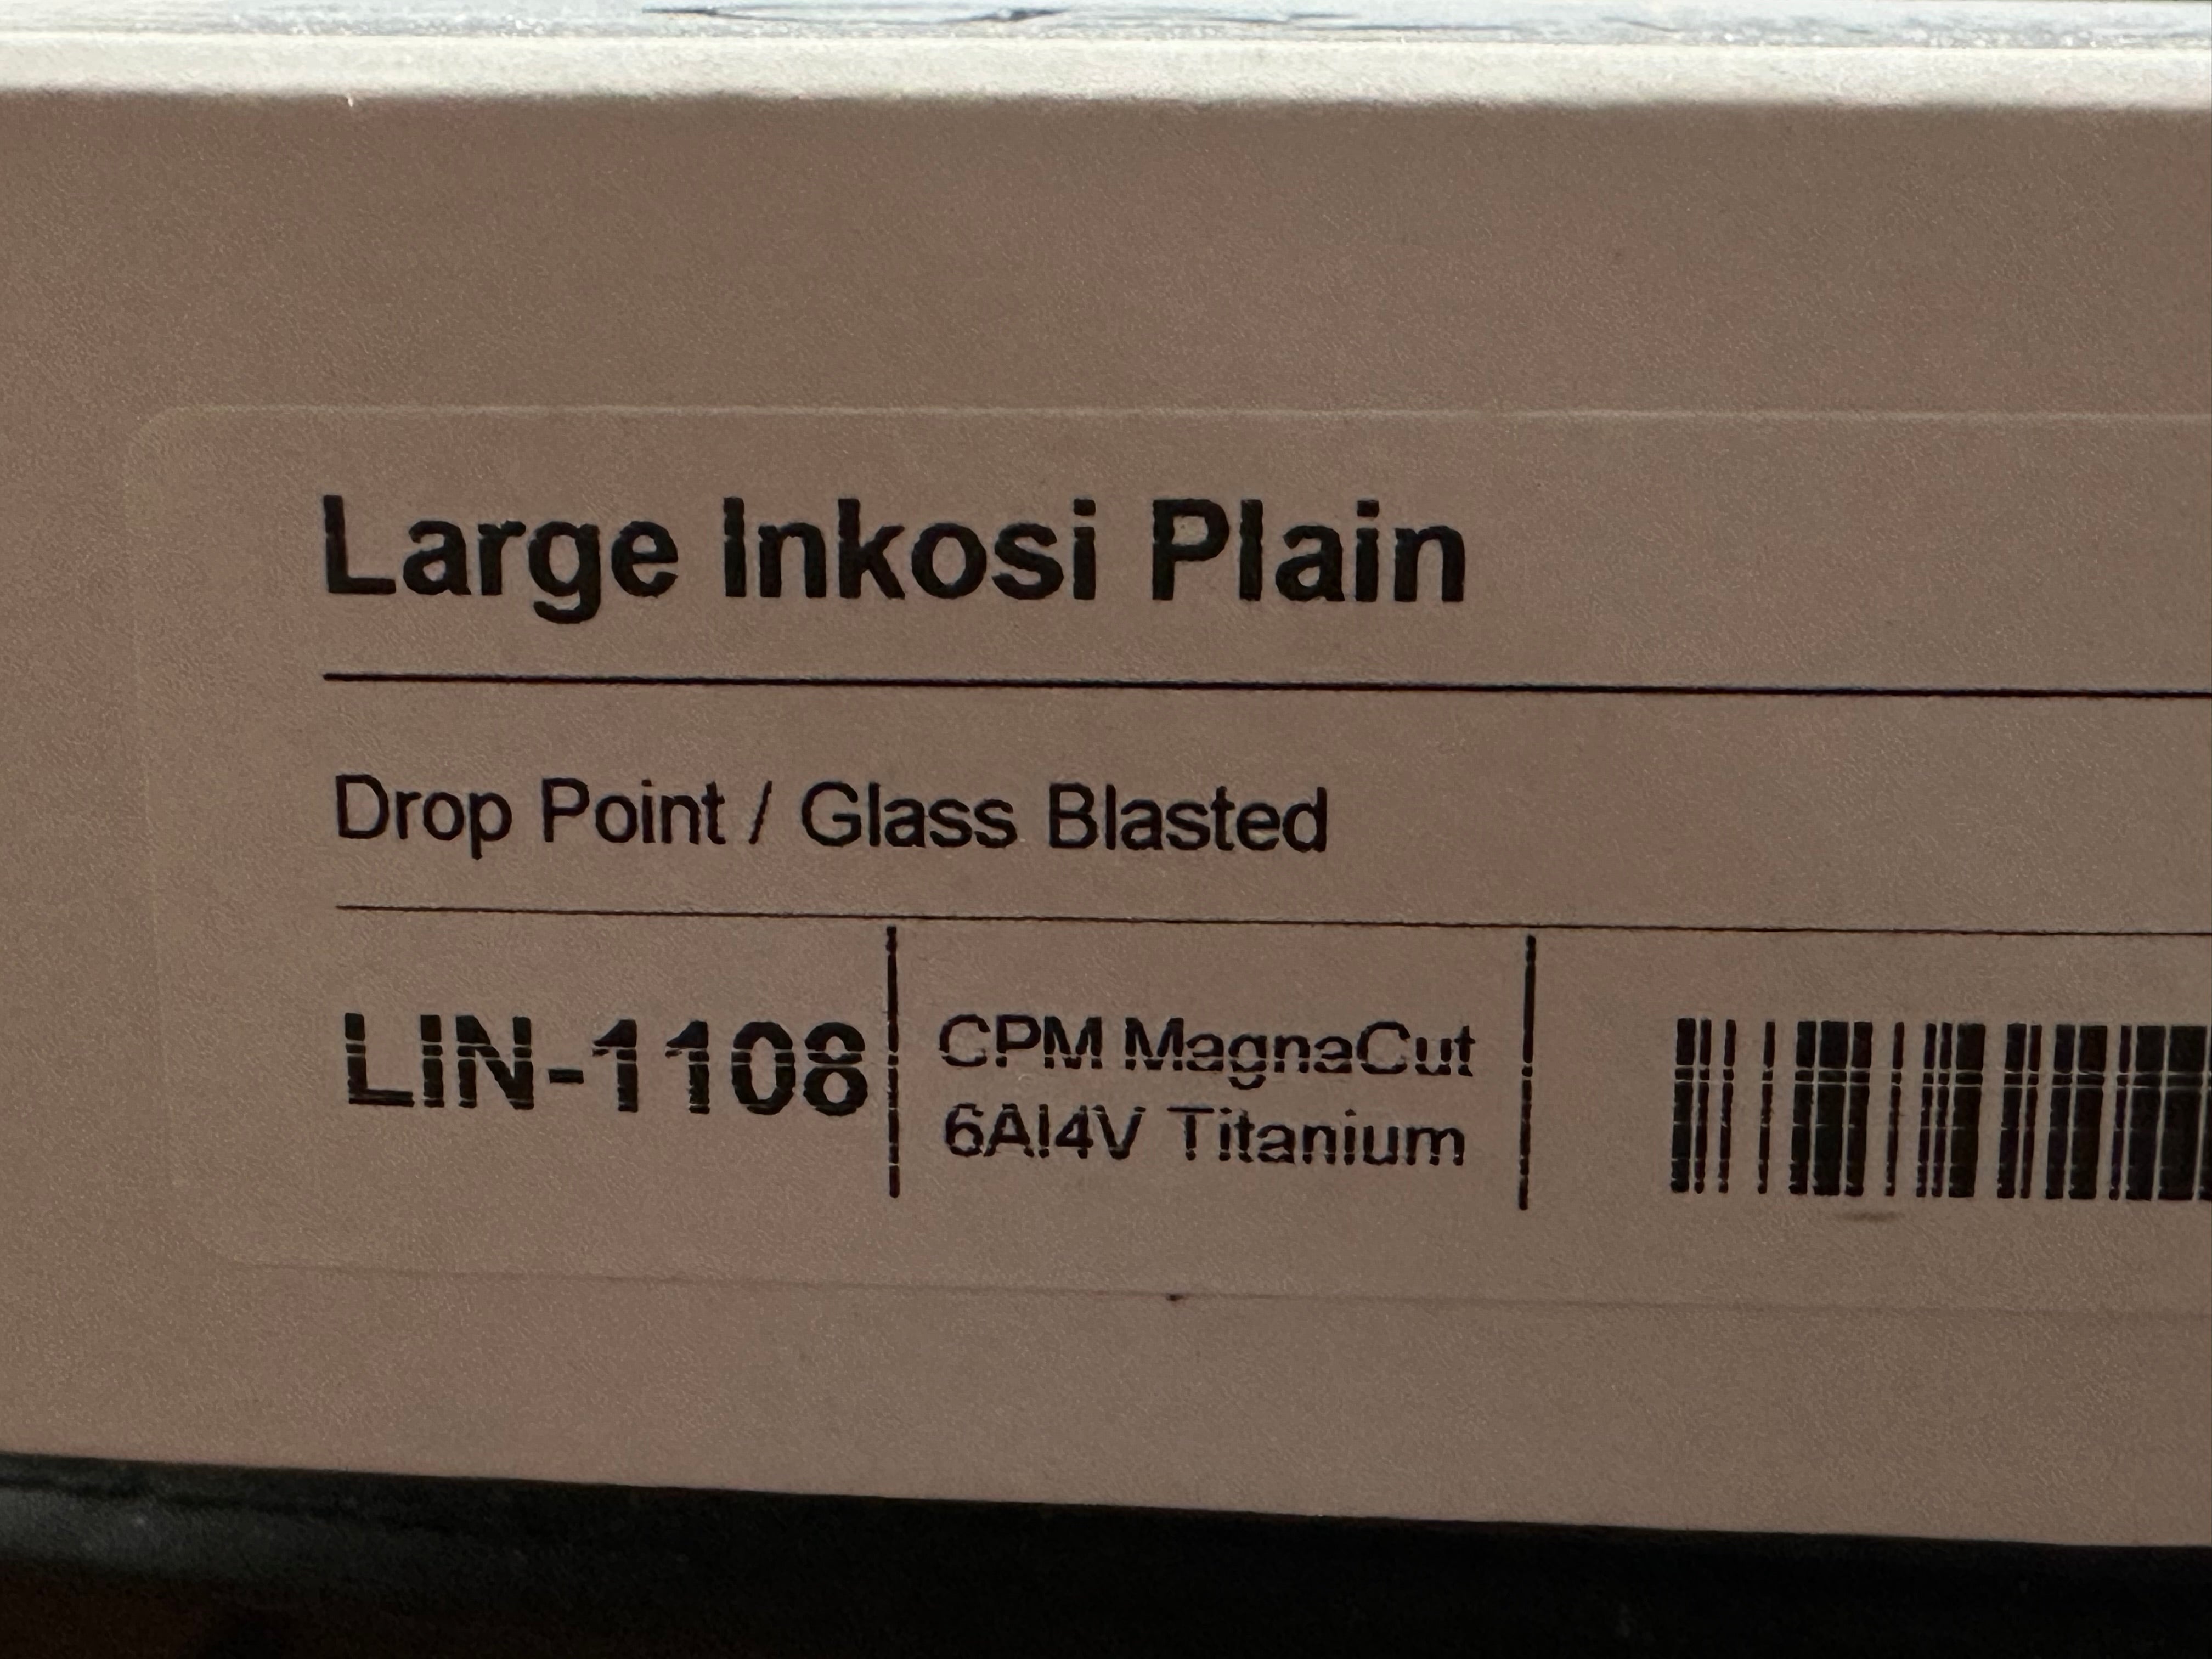 Large Inkosi Plain
Drop Point / Glass Blasted
LIN-1108
CPM MagnaCut
6Al4V Titanium